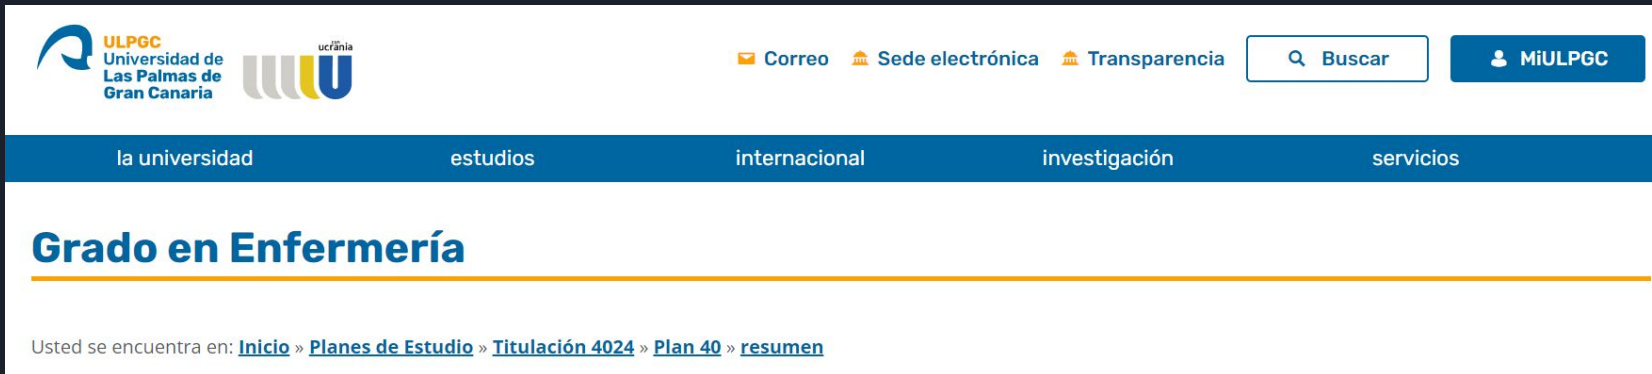 ULPGC
Universidad de
Las Palmas de
Gran Canaria
con
ucrania
Correo Sede electrónica Transparencia Buscar MiULPGC
la universidad estudios internacional investigación servicios
Grado en Enfermería
Usted se encuentra en: Inicio » Planes de Estudio » Titulación 4024 » Plan 40 » resumen